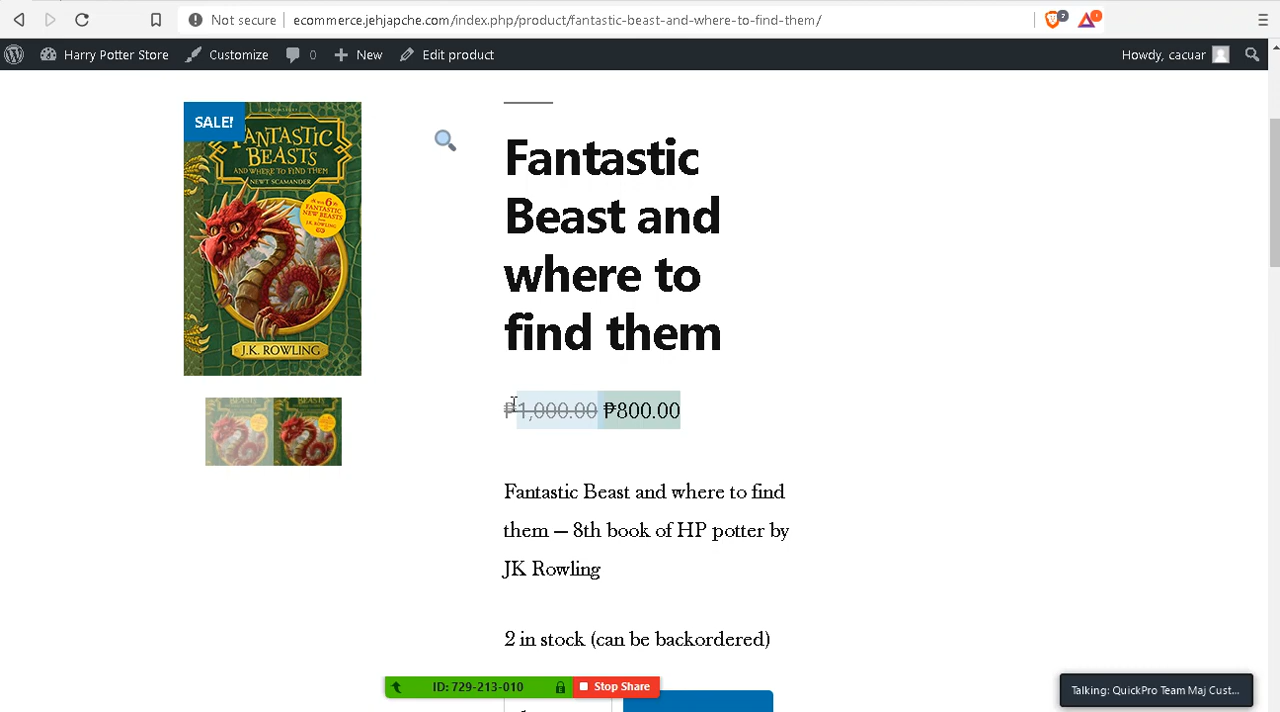 Not secure
ecommerce.jehjapche.com/index.php/product/fantastic-beast-and-where-to-find-them/
Harry Potter Store
Customize
0
New
Edit product
Howdy, cacuar
SALE!
FANTASTIC
BEASTS
AND WHERE TO FIND THEM
NEWT SCAMANDER
J.K. ROWLING
Fantastic
Beast and
where to
find them
₱1,000.00 ₱800.00
Fantastic Beast and where to find
them – 8th book of HP potter by
JK Rowling
2 in stock (can be backordered)
ID: 729-213-010
Stop Share
Talking: QuickPro Team Maj Cust...